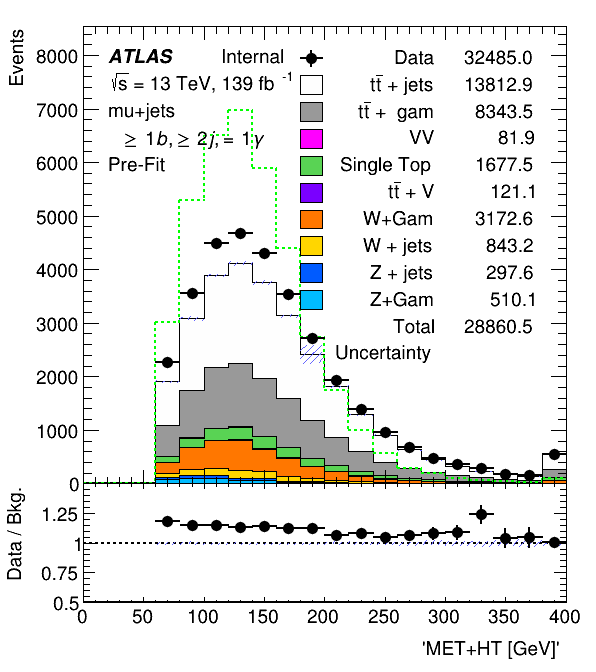 Events
8000
7000
6000
5000
4000
3000
2000
1000
0
ATLAS Internal
√s = 13 TeV, 139 fb⁻¹
mu+jets
≥ 1b, ≥ 2j, = 1γ
Pre-Fit
Data 32485.0
tt̄ + jets 13812.9
tt̄ + gam 8343.5
VV 81.9
Single Top 1677.5
tt̄ + V 121.1
W+Gam 3172.6
W + jets 843.2
Z + jets 297.6
Z+Gam 510.1
Total 28860.5
Uncertainty
Data / Bkg.
1.25
1
0.75
0.5
0 50 100 150 200 250 300 350 400
'MET+HT [GeV]'